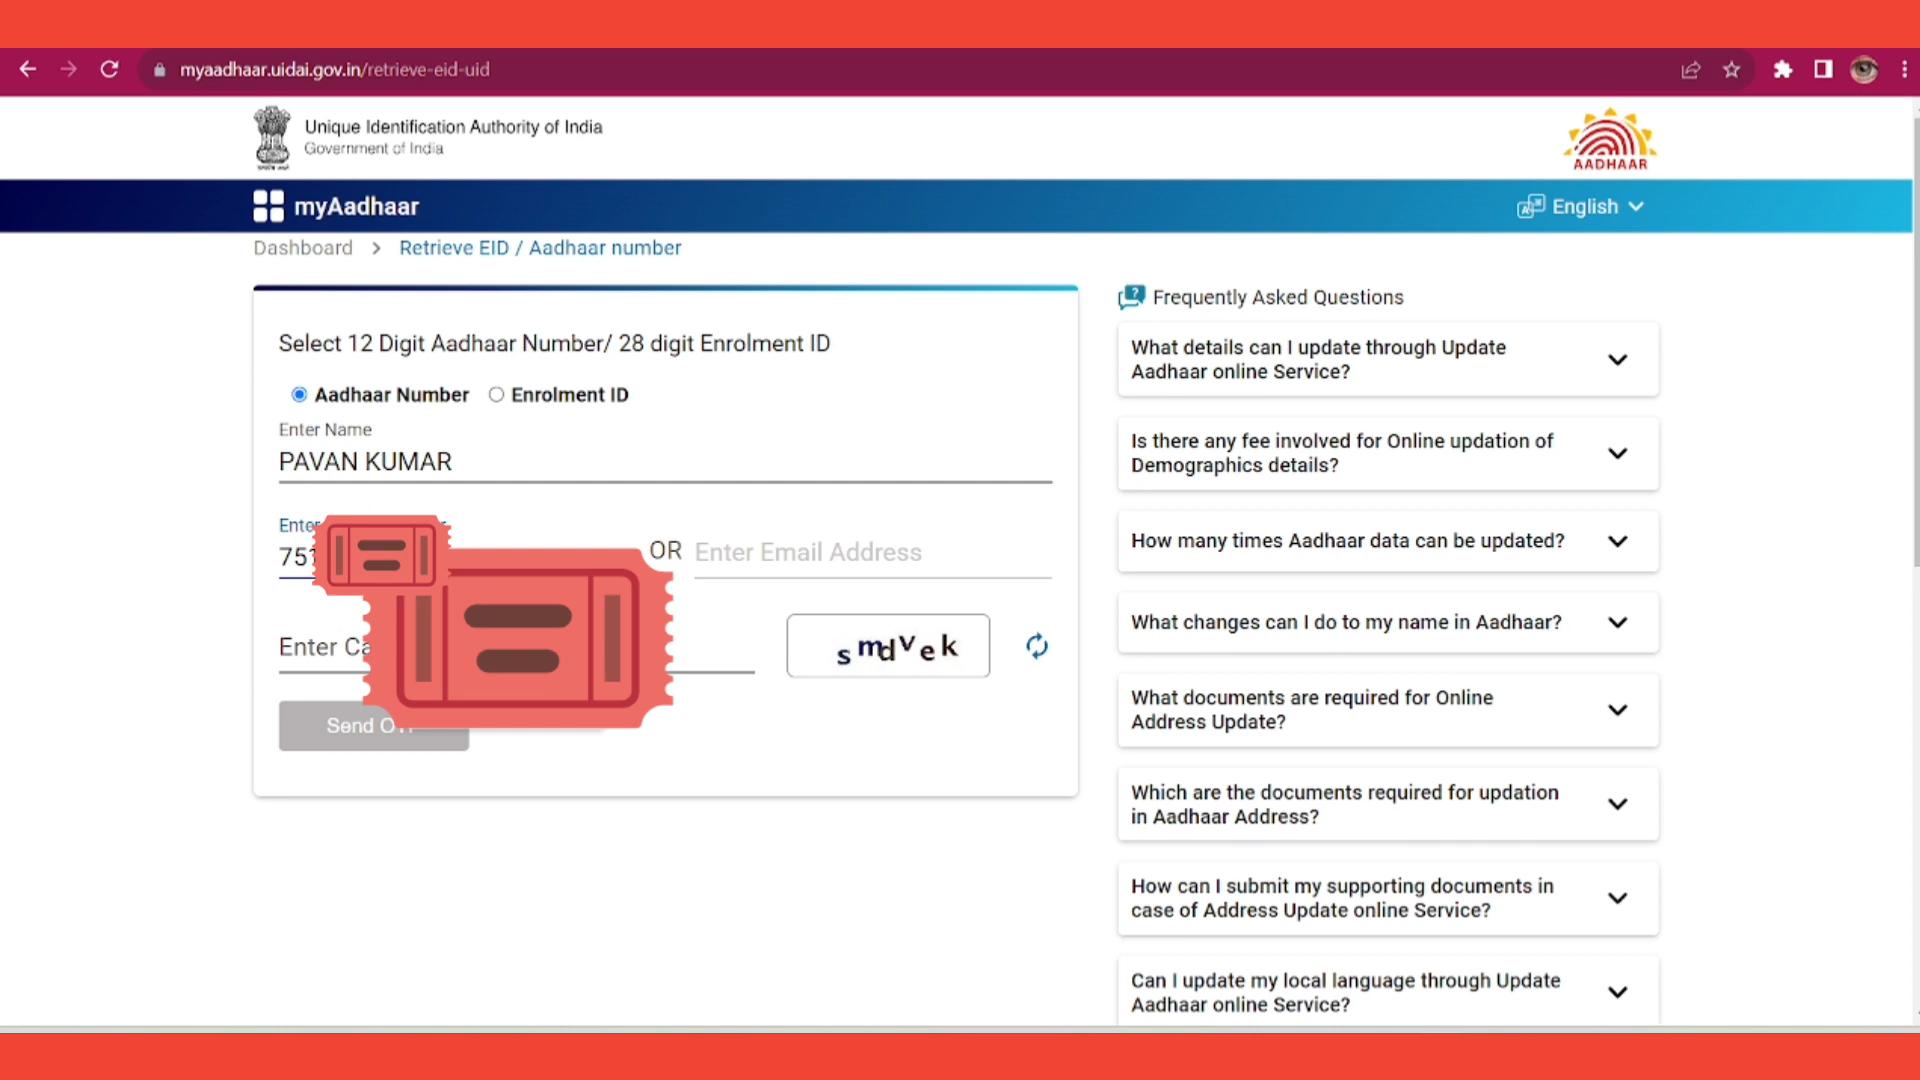 myaadhaar.uidai.gov.in/retrieve-eid-uid
Unique Identification Authority of India
Government of India
AADHAAR
myAadhaar
English
Dashboard > Retrieve EID / Aadhaar number
Select 12 Digit Aadhaar Number/ 28 digit Enrolment ID
Aadhaar Number
Enrolment ID
Enter Name
PAVAN KUMAR
Enter
OR
Enter Email Address
Enter
smdvek
Send
Frequently Asked Questions
What details can I update through Update
Aadhaar online Service?
Is there any fee involved for Online updation of
Demographics details?
How many times Aadhaar data can be updated?
What changes can I do to my name in Aadhaar?
What documents are required for Online
Address Update?
Which are the documents required for updation
in Aadhaar Address?
How can I submit my supporting documents in
case of Address Update online Service?
Can I update my local language through Update
Aadhaar online Service?